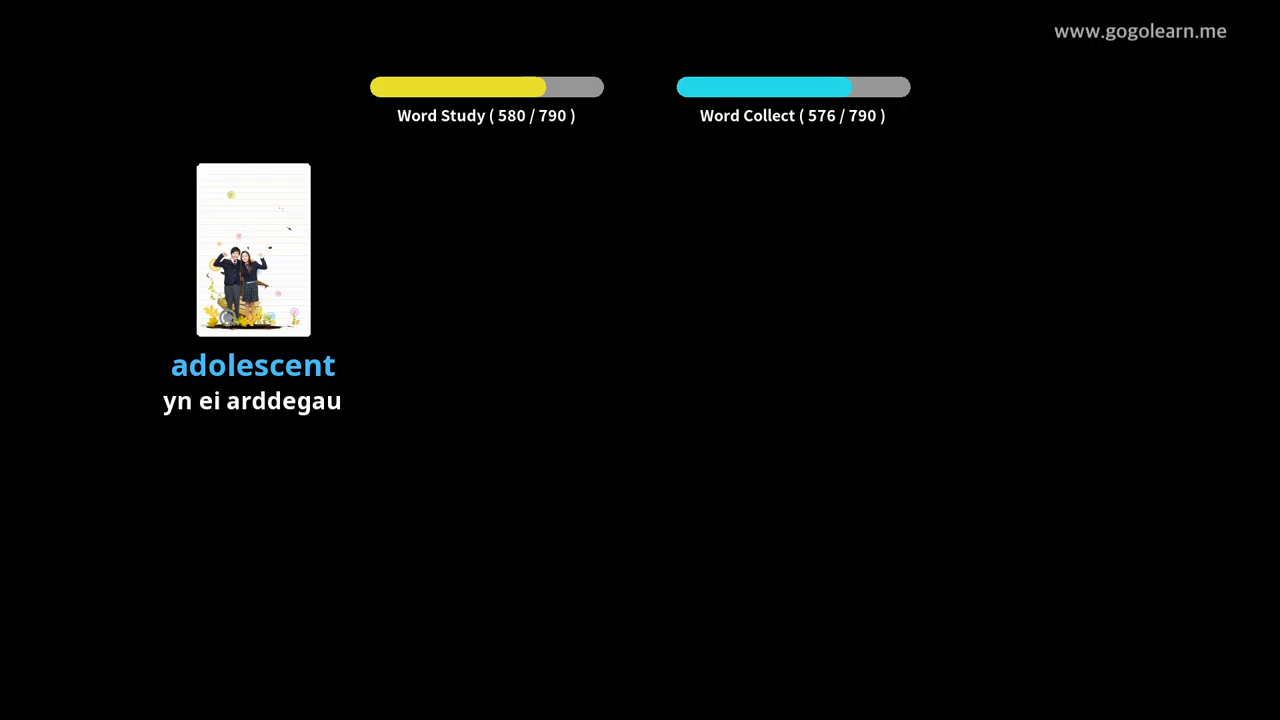 www.gogolearn.me
Word Study ( 580 / 790 )
Word Collect ( 576 / 790 )
adolescent
yn ei arddegau